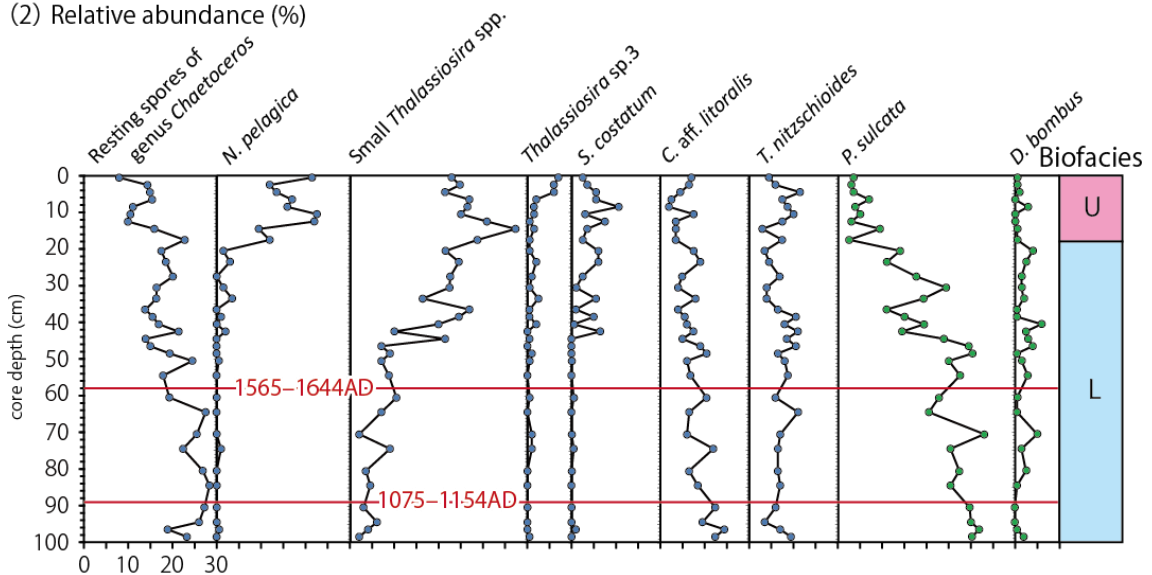 (2) Relative abundance (%)
Resting spores of
genus Chaetoceros
N. pelagica
Small Thalassiosira spp.
Thalassiosira sp.3
S. costatum
C. aff. litoralis
T. nitzschioides
P. sulcata
D. bombus
Biofacies
core depth (cm)
0
10
20
30
40
50
60
70
80
90
100
U
L
1565–1644AD
1075–1154AD
0 10 20 30